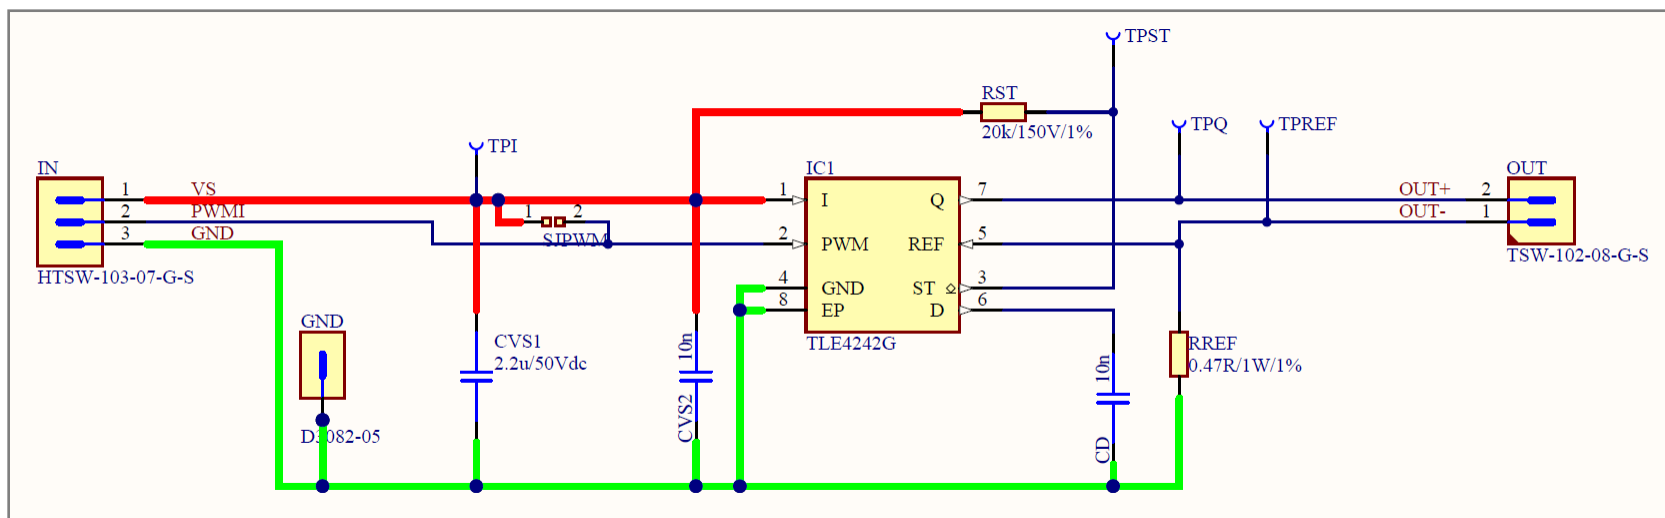 TPST
RST
20k/150V/1%
TPQ
TPREF
TPI
IN
1
VS
2
PWMI
3
GND
HTSW-103-07-G-S
1
2
SJPWM
IC1
1
I
Q
7
2
PWM
REF
5
4
GND
ST
3
8
EP
D
6
TLE4242G
OUT
OUT+
2
OUT-
1
TSW-102-08-G-S
GND
D3082-05
CVS1
2.2u/50Vdc
10n
CVS2
10n
CD
RREF
0.47R/1W/1%